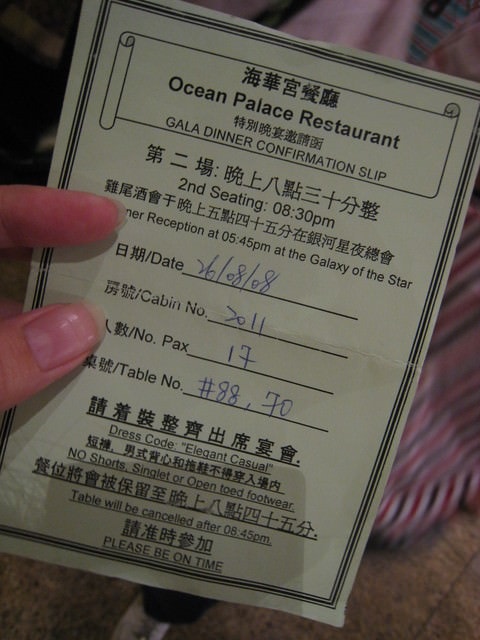 海華宮餐廳
Ocean Palace Restaurant
特別晚宴邀請函
GALA DINNER CONFIRMATION SLIP
第二場: 晚上八點三十分整
2nd Seating: 08:30pm
雞尾酒會于晚上五點四十五分在銀河星夜總會
ner Reception at 05:45pm at the Galaxy of the Star
日期/Date 26/08/08
房號/Cabin No. 2011
人數/No. Pax 17
桌號/Table No. #88, 70
請着裝整齊出席宴會.
Dress Code: "Elegant Casual"
短褲, 男式背心和拖鞋不得穿入場内
NO Shorts, Singlet or Open toed footwear.
餐位將會被保留至晚上八點四十五分.
Table will be cancelled after 08:45pm.
請准時參加
PLEASE BE ON TIME